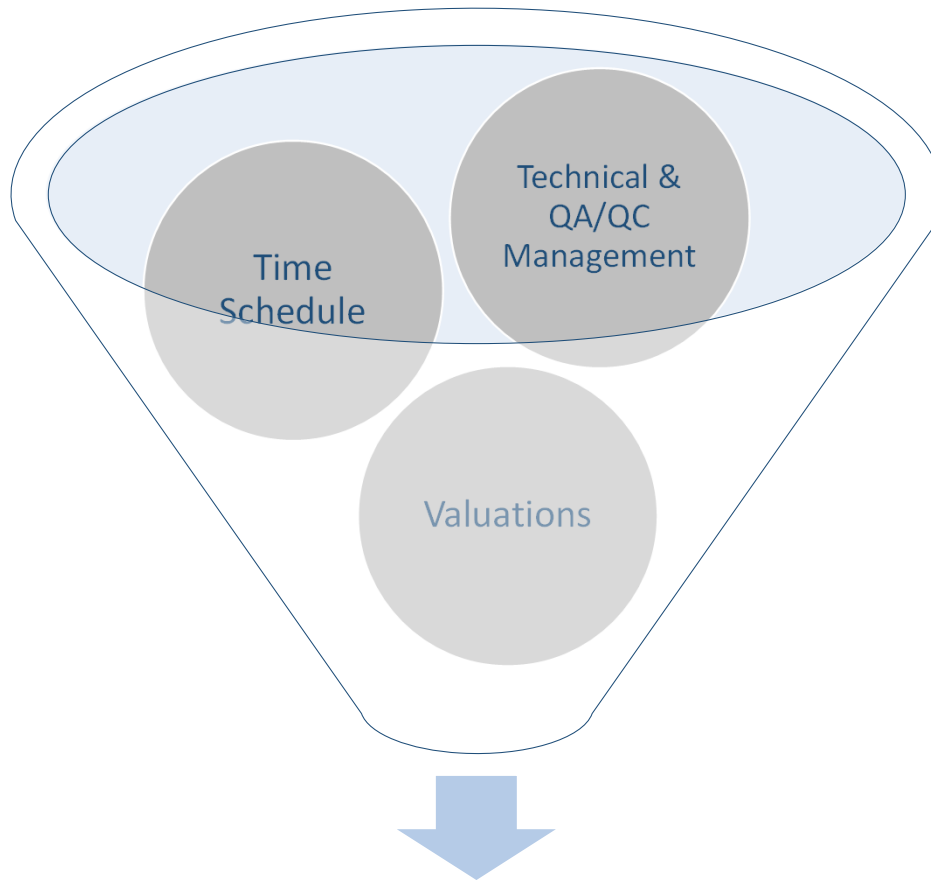 Technical &
QA/QC
Management
Time
Schedule
Valuations